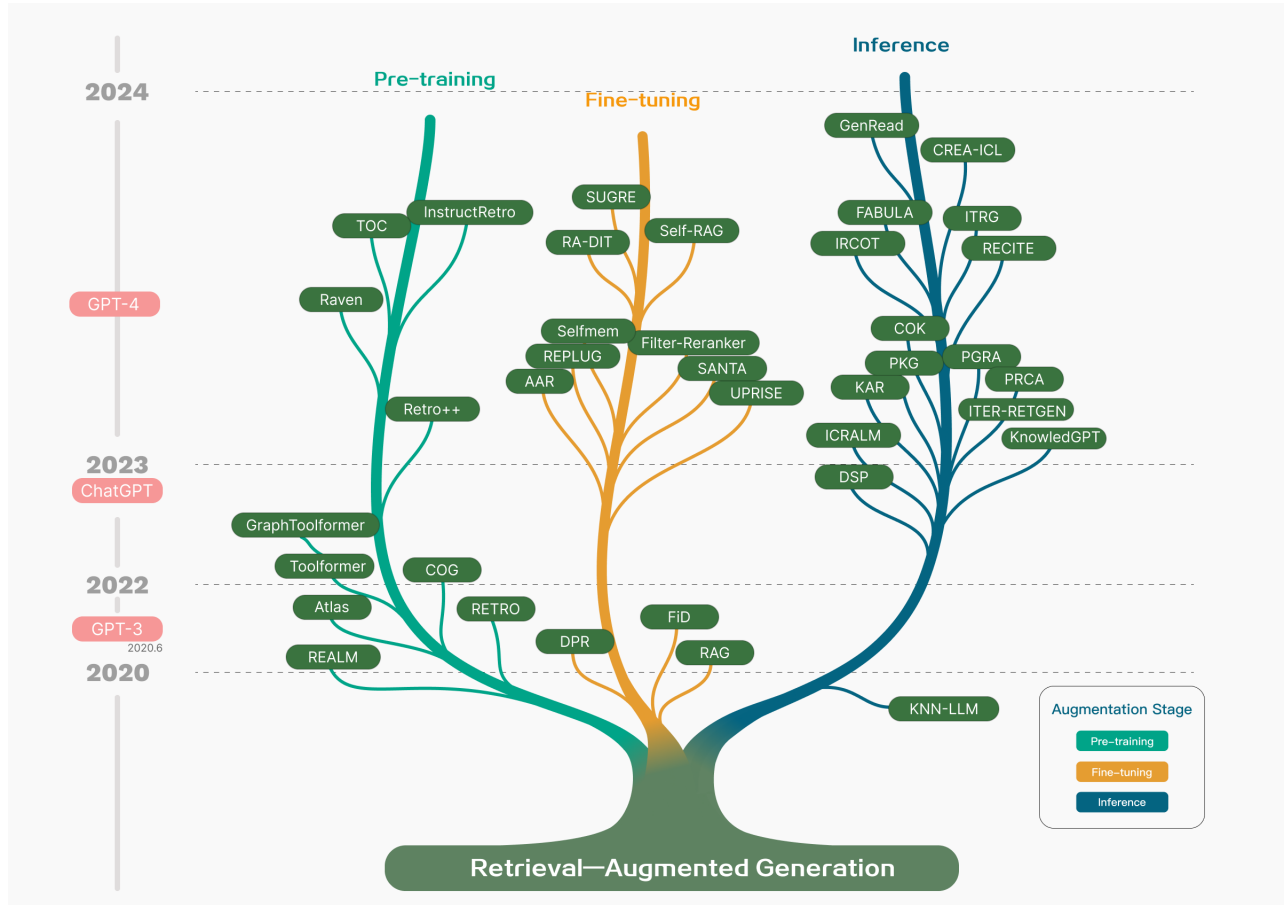 Inference
Pre-training
2024
Fine-tuning
GenRead
CREA-ICL
SUGRE
TOC
InstructRetro
FABULA
ITRG
RA-DIT
Self-RAG
IRCOT
RECITE
Raven
GPT-4
COK
Selfmem
Filter-Reranker
REPLUG
PGRA
PKG
SANTA
AAR
PRCA
KAR
UPRISE
Retro++
ITER-RETGEN
ICRALM
KnowledGPT
2023
DSP
ChatGPT
GraphToolformer
Toolformer
COG
2022
Atlas
RETRO
FiD
GPT-3
2020.6
DPR
RAG
REALM
2020
KNN-LLM
Augmentation Stage
Pre-training
Fine-tuning
Inference
Retrieval—Augmented Generation